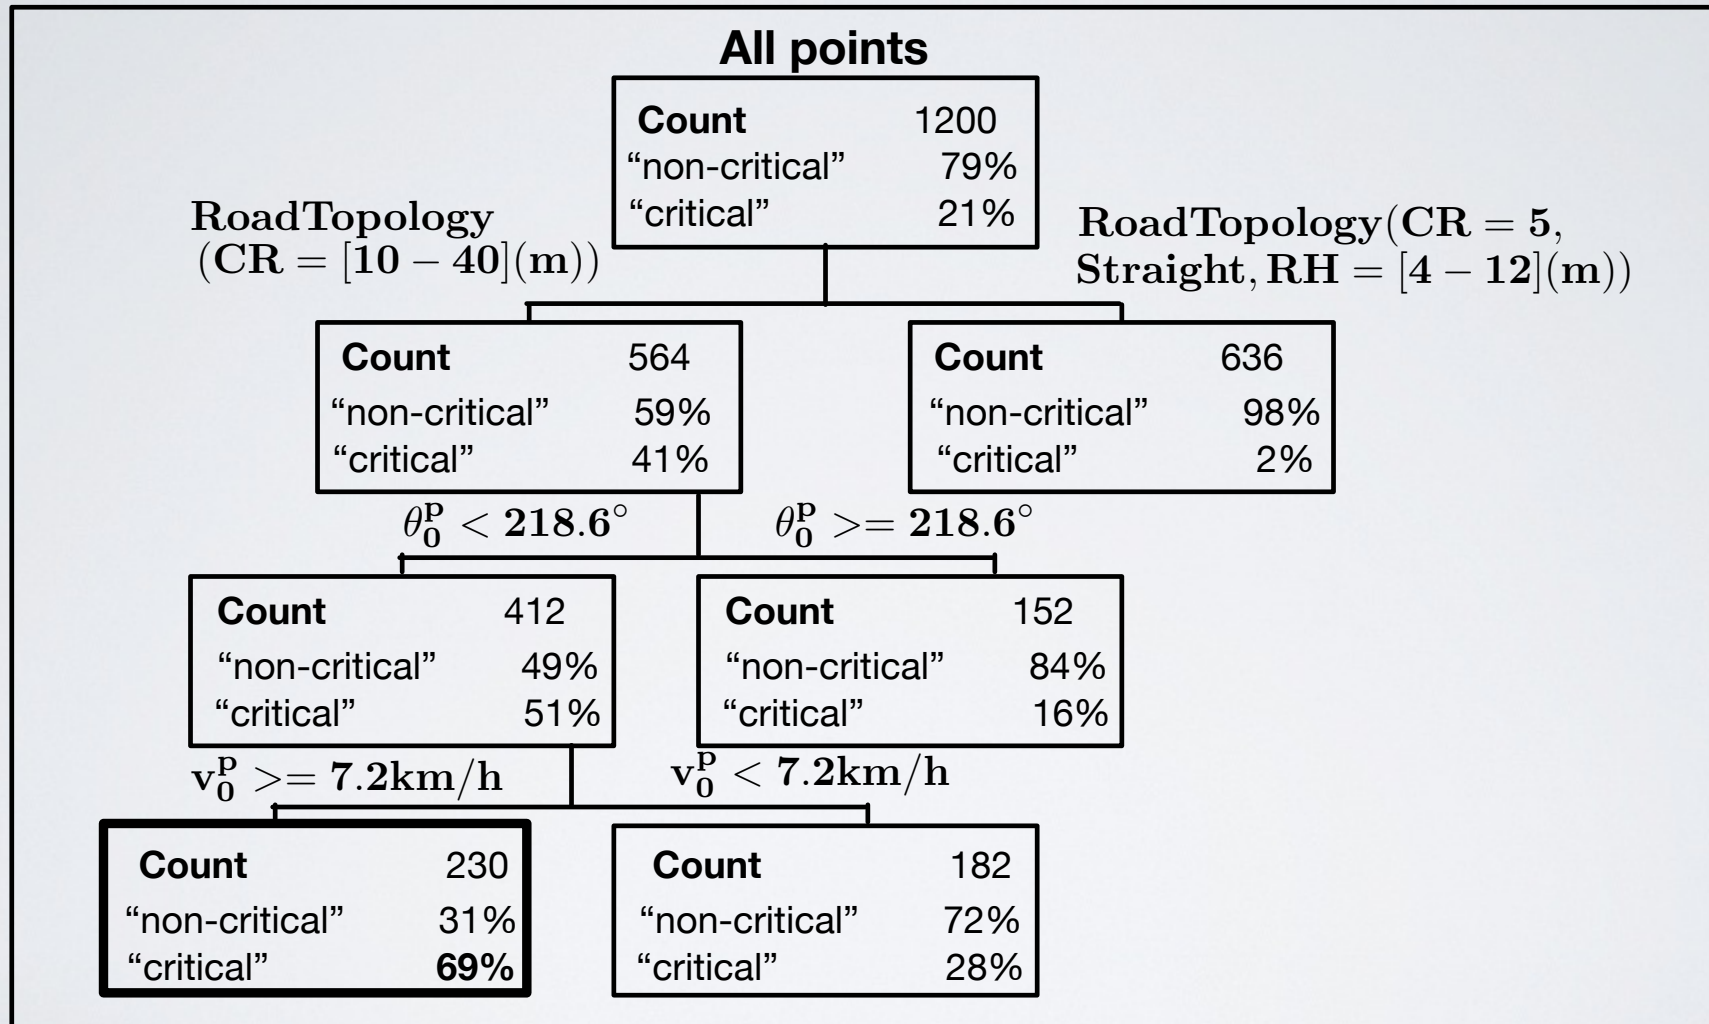 All points
Count 1200
“non-critical” 79%
“critical” 21%
RoadTopology
(CR = [10 − 40](m))
RoadTopology(CR = 5,
Straight, RH = [4 − 12](m))
Count 564
“non-critical” 59%
“critical” 41%
Count 636
“non-critical” 98%
“critical” 2%
θ₀ᵖ < 218.6°
θ₀ᵖ >= 218.6°
Count 412
“non-critical” 49%
“critical” 51%
Count 152
“non-critical” 84%
“critical” 16%
v₀ᵖ >= 7.2km/h
v₀ᵖ < 7.2km/h
Count 230
“non-critical” 31%
“critical” 69%
Count 182
“non-critical” 72%
“critical” 28%